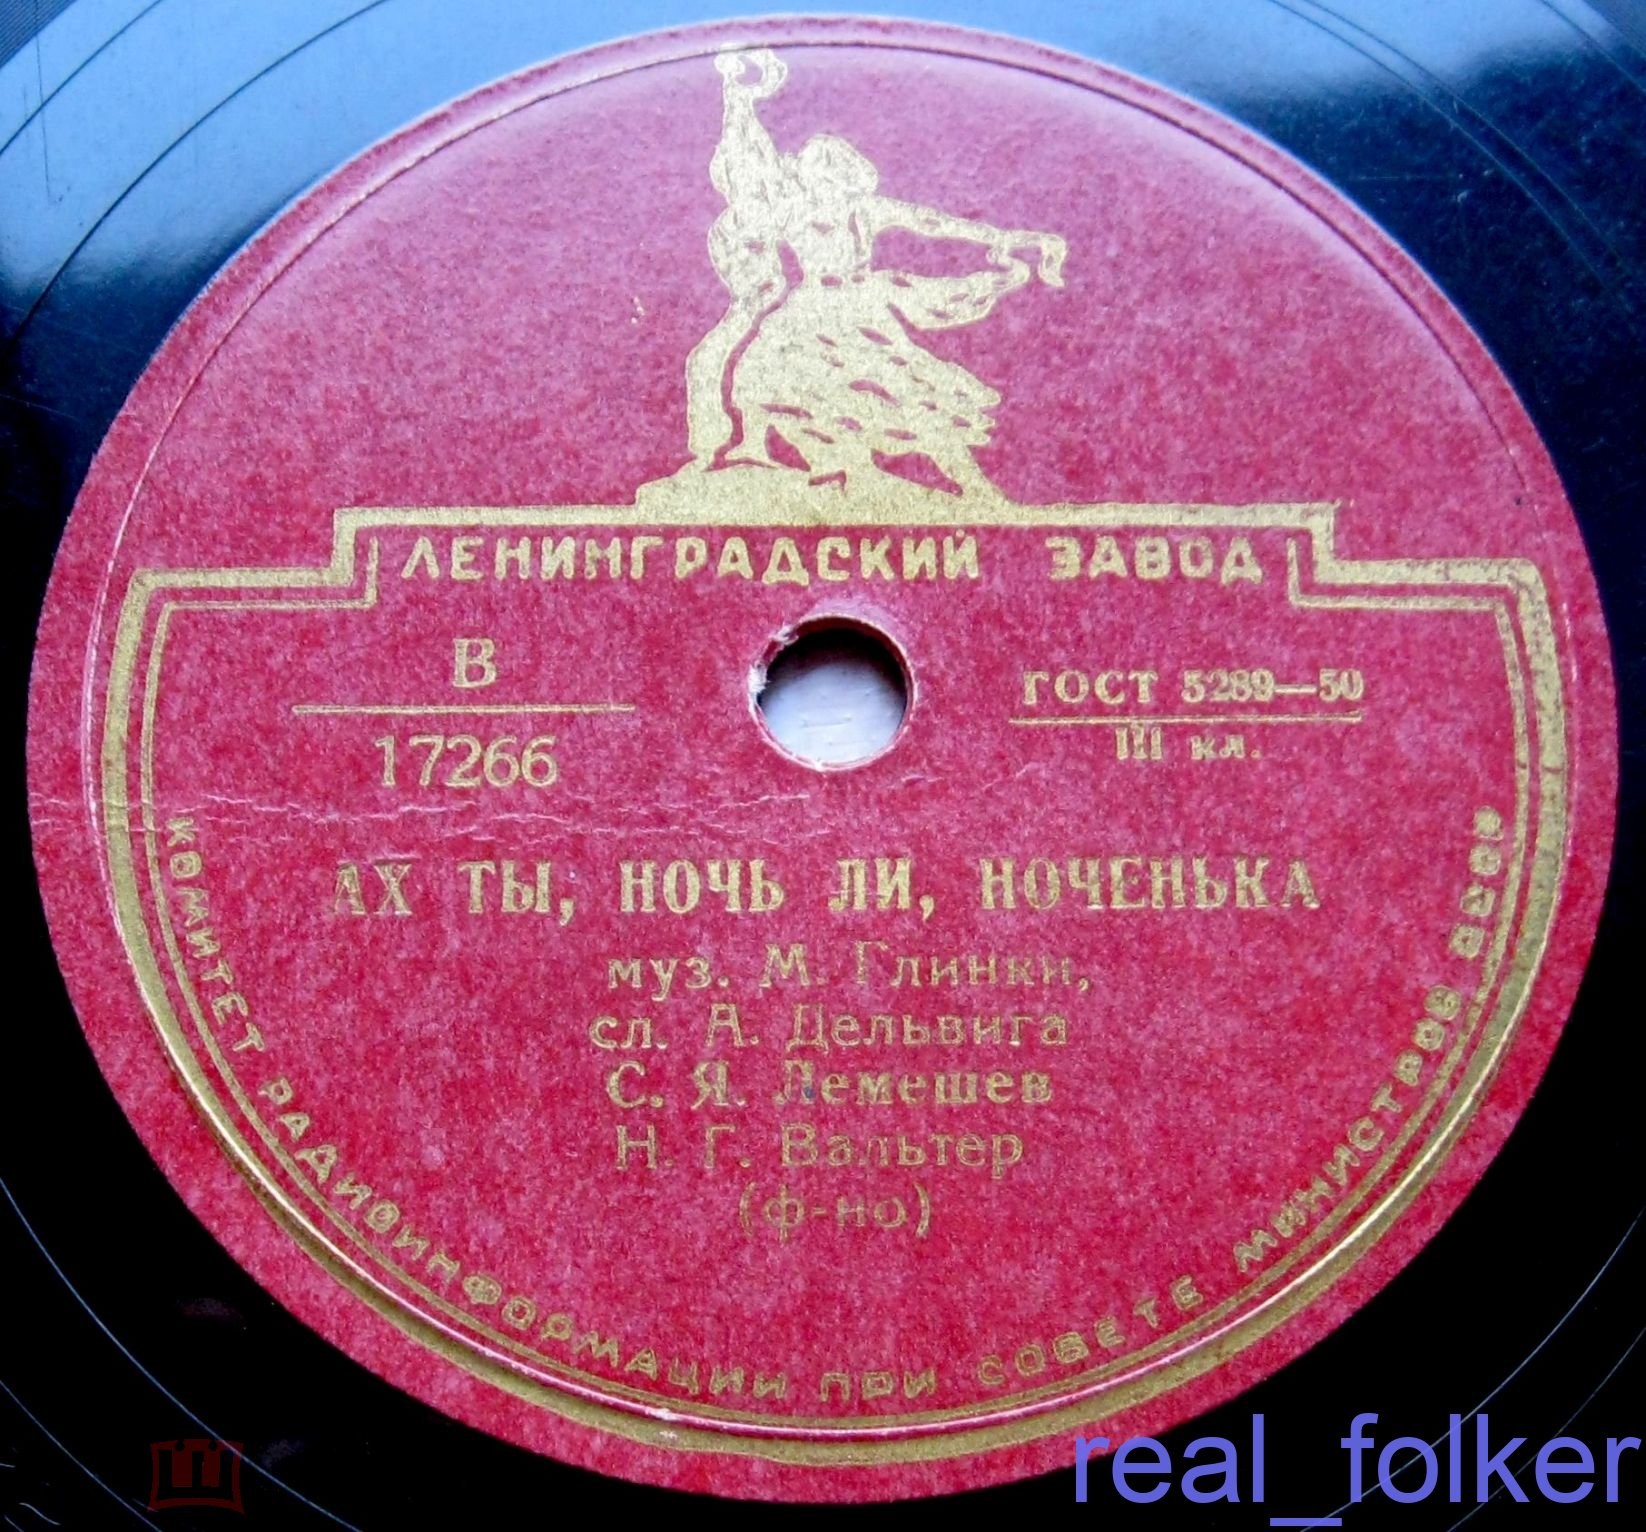 ЛЕНИНГРАДСКИЙ ЗАВОД
В
17266
ГОСТ 5289—50
III кл.
АХ ТЫ, НОЧЬ ЛИ, НОЧЕНЬКА
муз. М. Глинки,
сл. А. Дельвига
С. Я. Лемешев
Н. Г. Вальтер
(ф-но)
КОМИТЕТ РАДИОИНФОРМАЦИИ ПРИ СОВЕТЕ МИНИСТРОВ СССР
real_folker